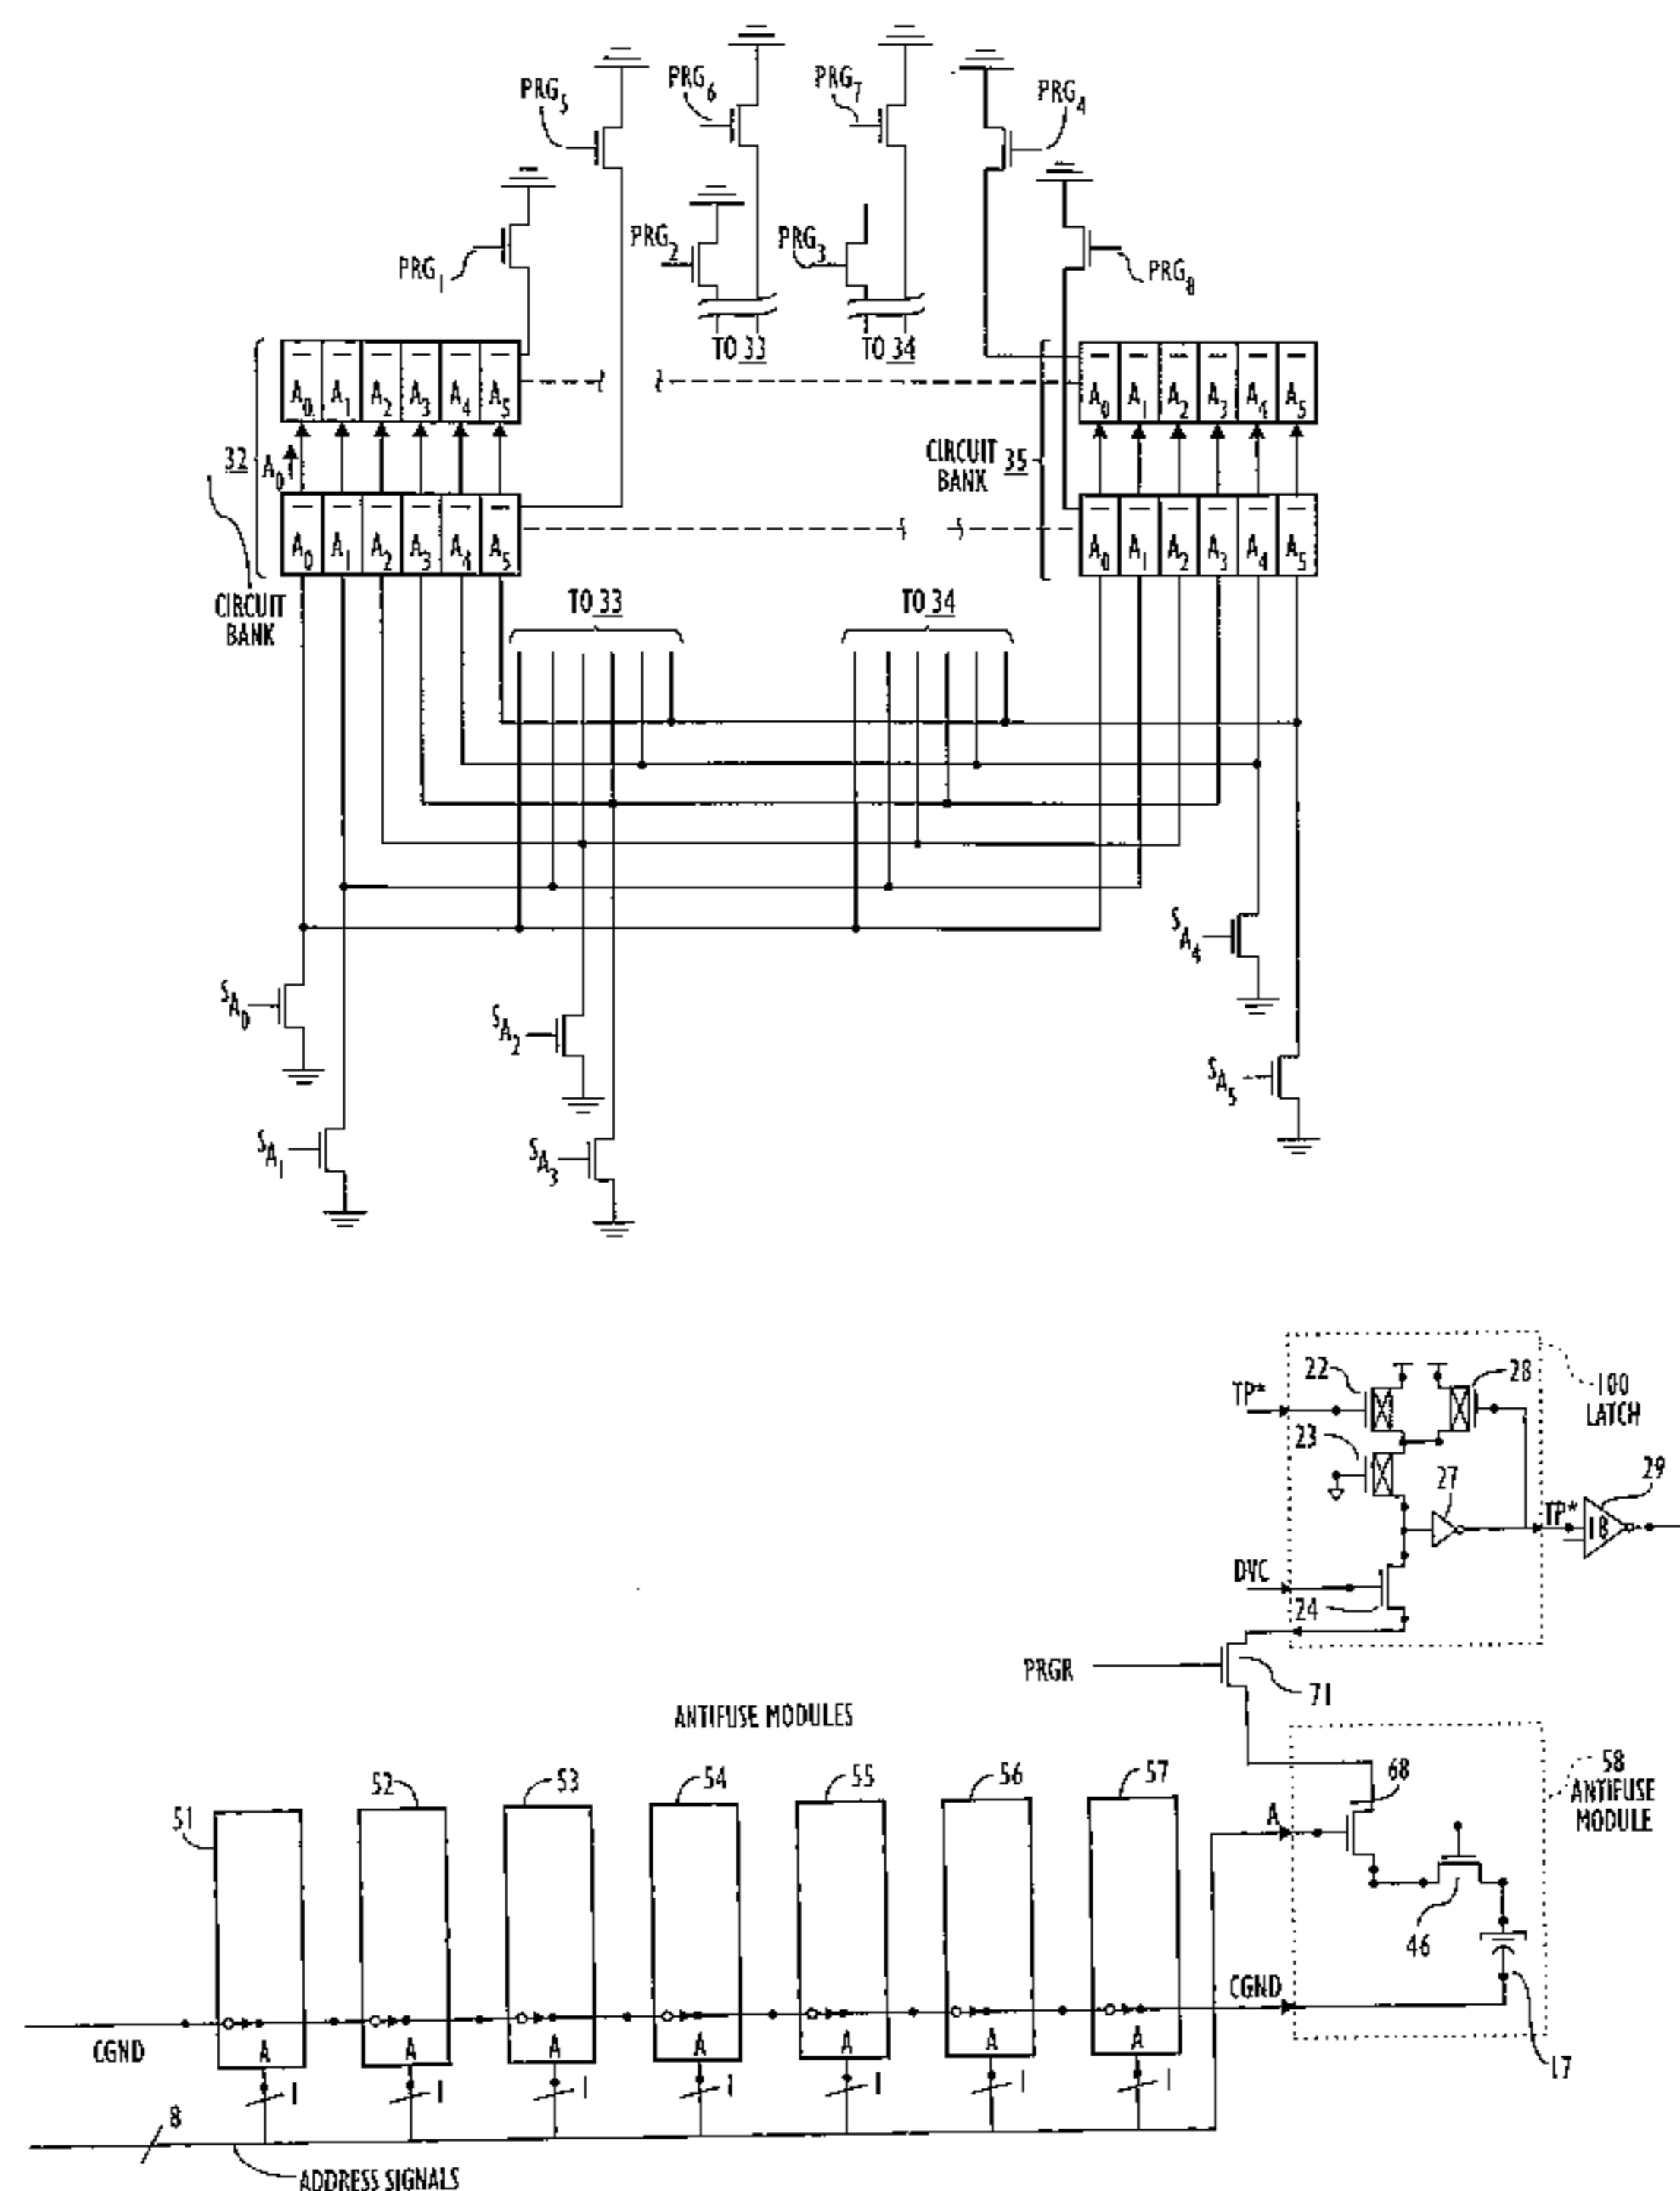 PRG5 PRG6 PRG7 PRG4
PRG1 PRG2 PRG3 PRG8
TO 33 TO 34
A0 A1 A2 A3 A4 A5 A0 A1 A2 A3 A4 A5
32 A0 CIRCUIT BANK 35
A0 A1 A2 A3 A4 A5 A0 A1 A2 A3 A4 A5
CIRCUIT BANK
TO 33 TO 34
SA4
SA0
SA2
SA5
SA1
SA3
22 28 100 LATCH
TP*
23
27 29
TP* 18
DVC
24
PRGR
71
ANTIFUSE MODULES
51 52 53 54 55 56 57 68 58 ANTIFUSE MODULE
A
46
CGND
CGND A A A A A A A
17
1 1 1 1 1 1 1
8
ADDRESS SIGNALS